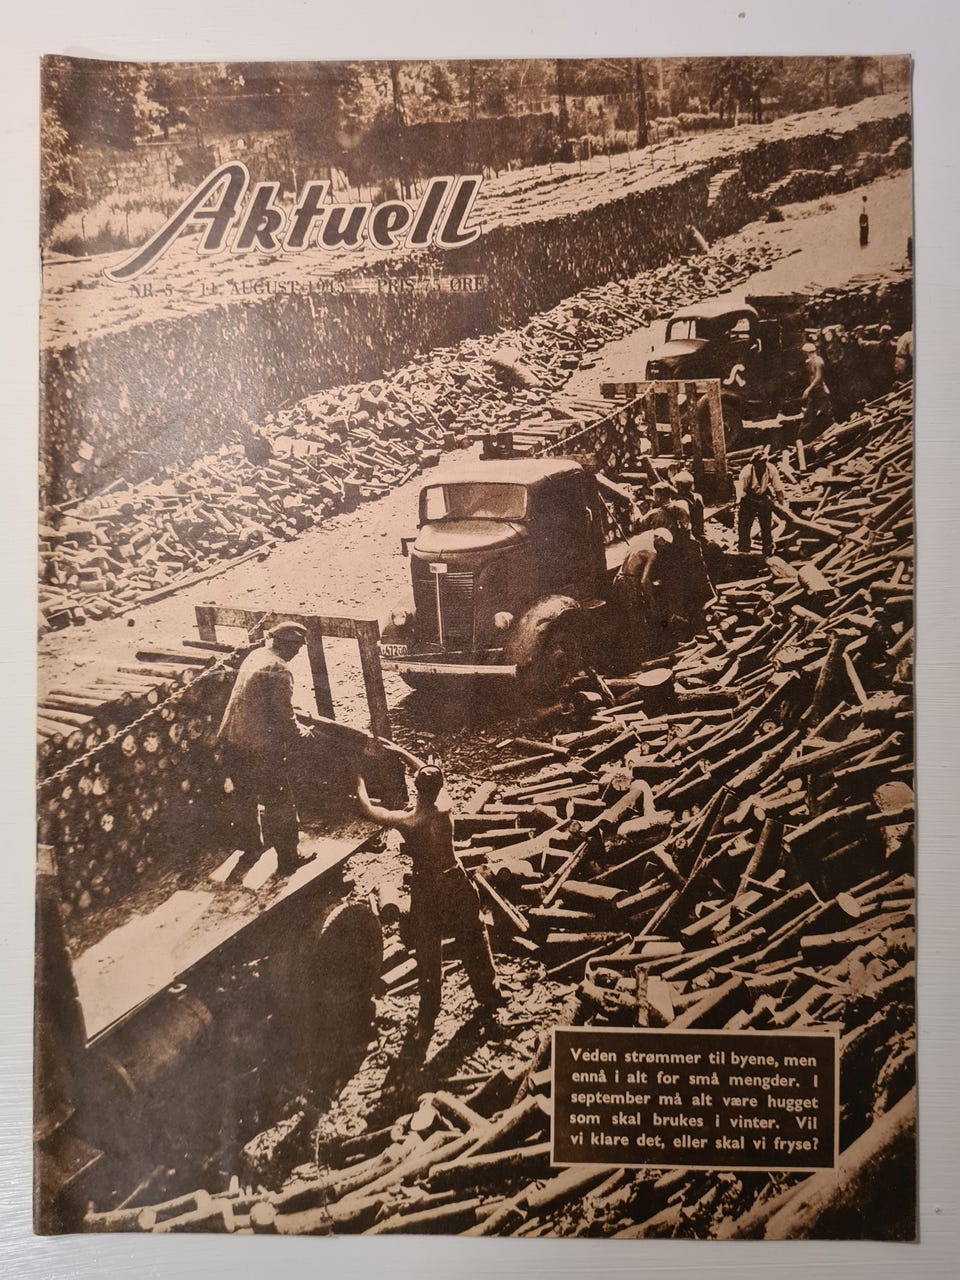 Aktuell
NR. 5 — 11. AUGUST 1945 — PRIS 75 ØRE
Veden strømmer til byene, men
ennå i alt for små mengder. I
september må alt være hugget
som skal brukes i vinter. Vil
vi klare det, eller skal vi fryse?